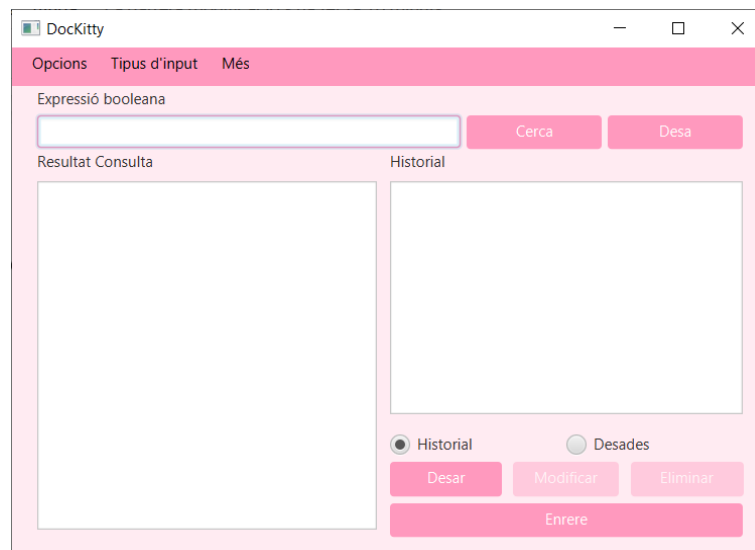 DocKitty
Opcions Tipus d'input Més
Expressió booleana
Cerca Desa
Resultat Consulta Historial
Historial Desades
Desar Modificar Eliminar
Enrere